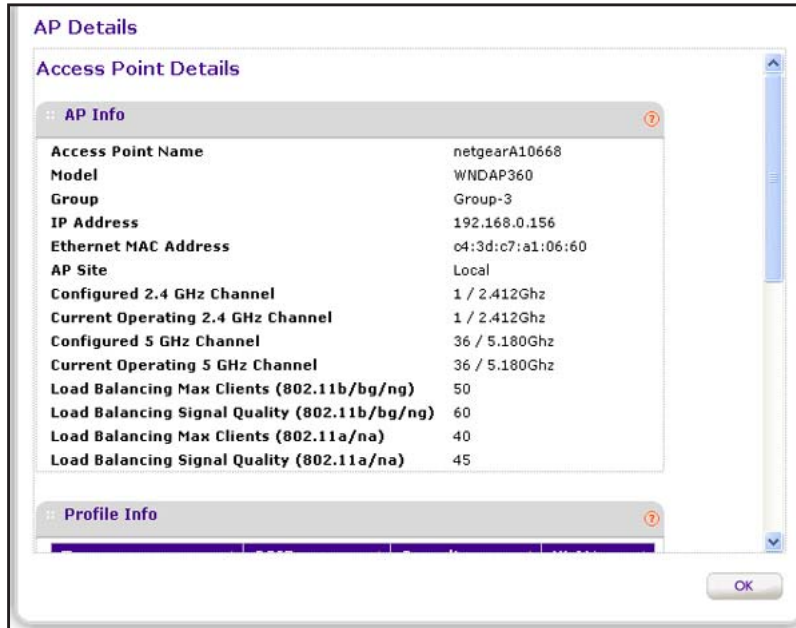 AP Details
Access Point Details
AP Info
Access Point Name netgearA10668
Model WNDAP360
Group Group-3
IP Address 192.168.0.156
Ethernet MAC Address c4:3d:c7:a1:06:60
AP Site Local
Configured 2.4 GHz Channel 1 / 2.412Ghz
Current Operating 2.4 GHz Channel 1 / 2.412Ghz
Configured 5 GHz Channel 36 / 5.180Ghz
Current Operating 5 GHz Channel 36 / 5.180Ghz
Load Balancing Max Clients (802.11b/bg/ng) 50
Load Balancing Signal Quality (802.11b/bg/ng) 60
Load Balancing Max Clients (802.11a/na) 40
Load Balancing Signal Quality (802.11a/na) 45
Profile Info
OK